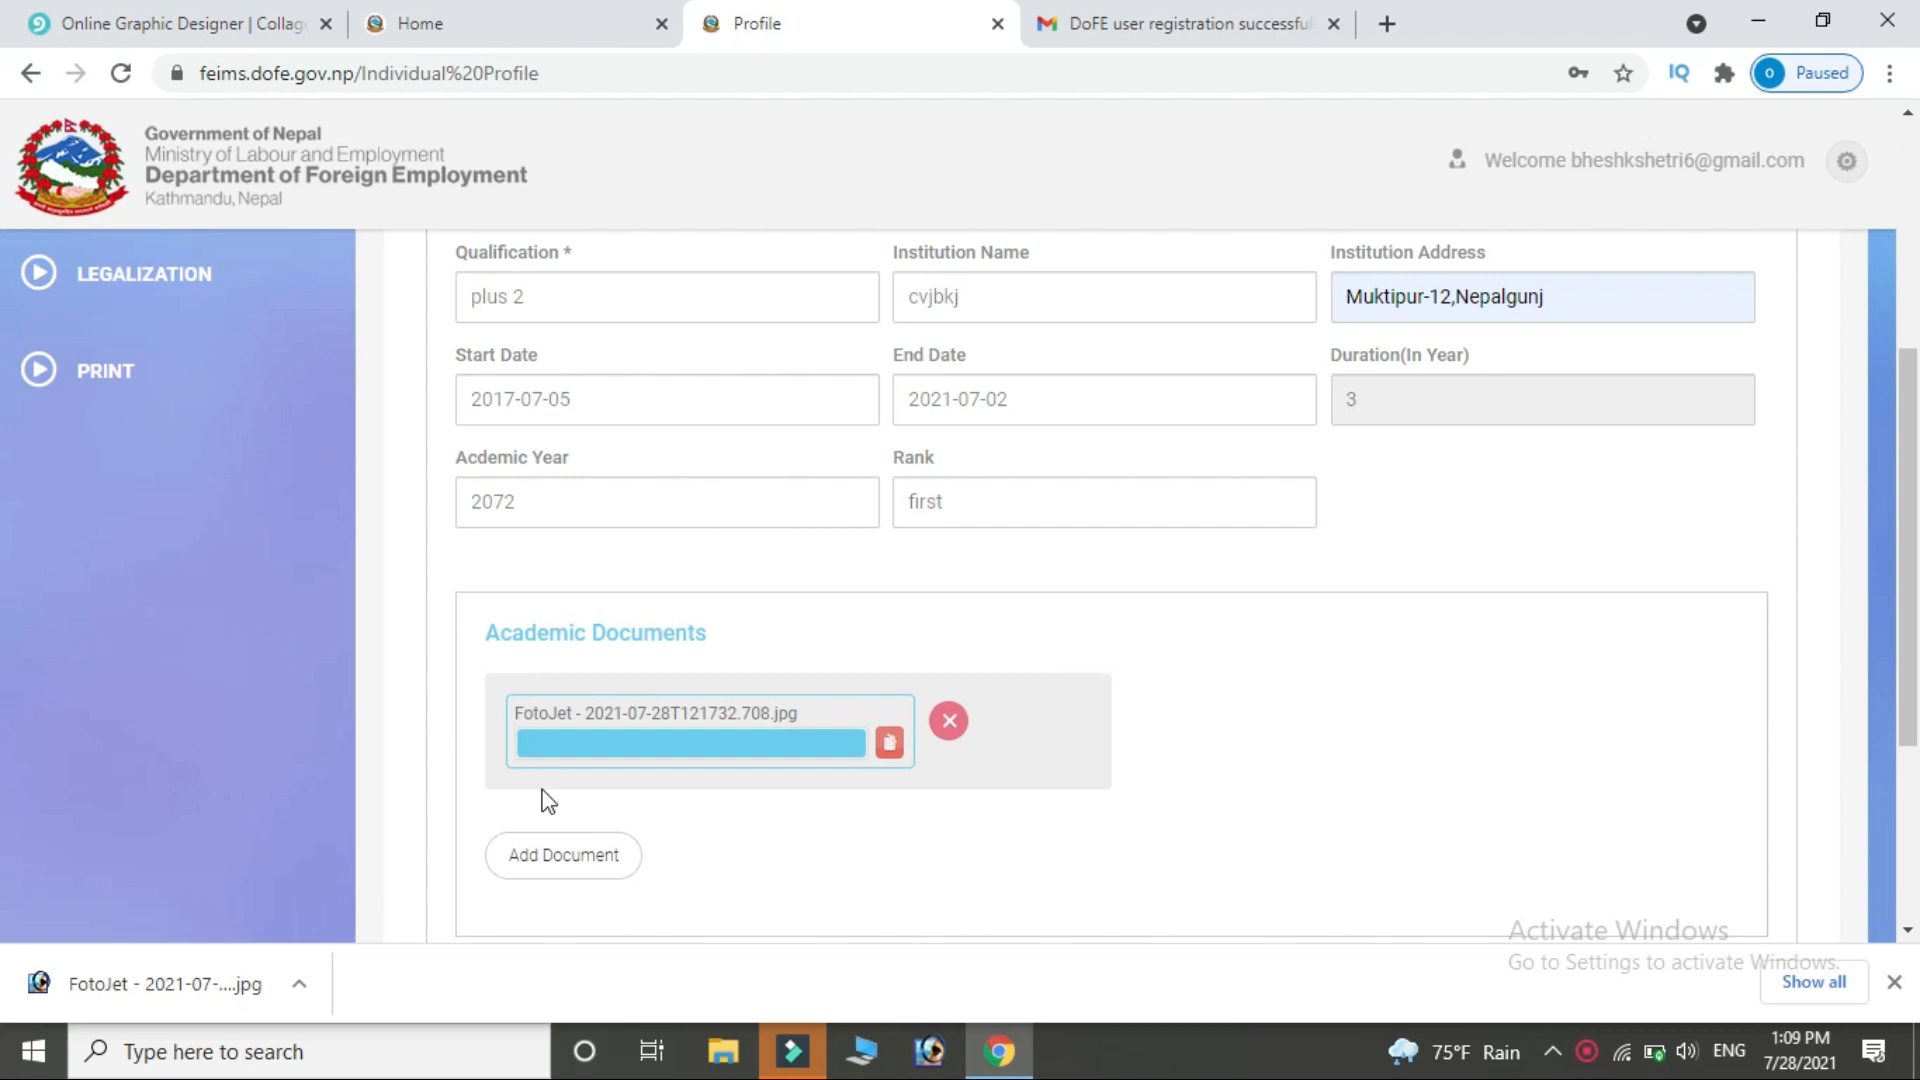 Online Graphic Designer | Collag
Home
Profile
DoFE user registration successful
feims.dofe.gov.np/Individual%20Profile
IQ
o
Paused
Government of Nepal
Ministry of Labour and Employment
Department of Foreign Employment
Kathmandu, Nepal
Welcome bheshkshetri6@gmail.com
LEGALIZATION
PRINT
Qualification *
Institution Name
Institution Address
plus 2
cvjbkj
Muktipur-12,Nepalgunj
Start Date
End Date
Duration(In Year)
2017-07-05
2021-07-02
3
Acdemic Year
Rank
2072
first
Academic Documents
FotoJet - 2021-07-28T121732.708.jpg
Add Document
Activate Windows
Go to Settings to activate Windows.
FotoJet - 2021-07-....jpg
Show all
Type here to search
75°F Rain
ENG
1:09 PM
7/28/2021